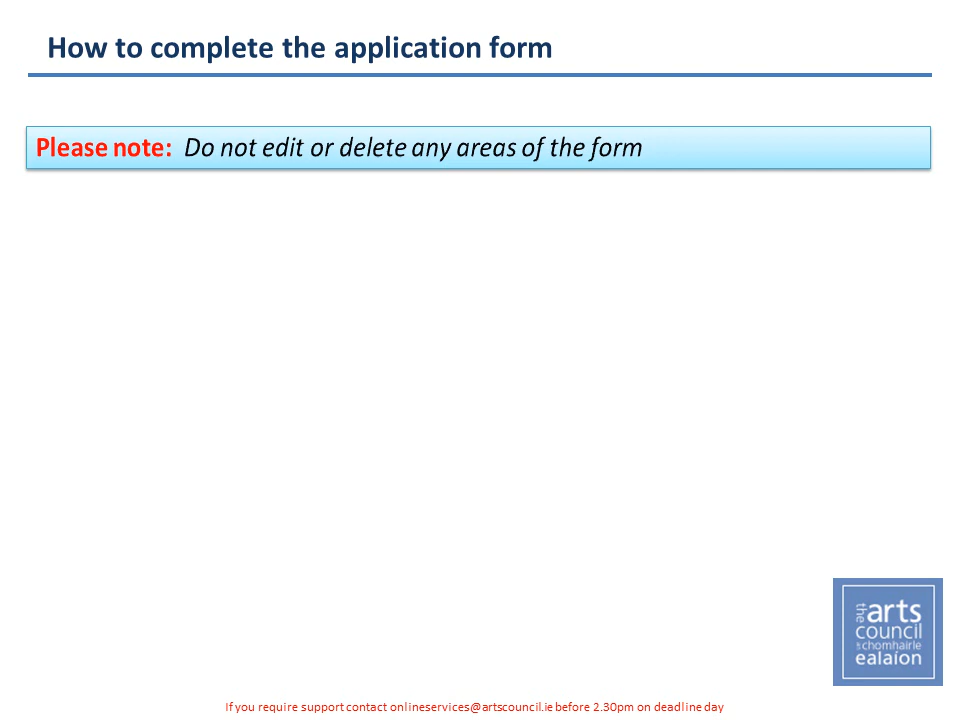 How to complete the application form
Please note: Do not edit or delete any areas of the form
the arts
council
chomhairle
ealaíon
If you require support contact onlineservices@artscouncil.ie before 2.30pm on deadline day